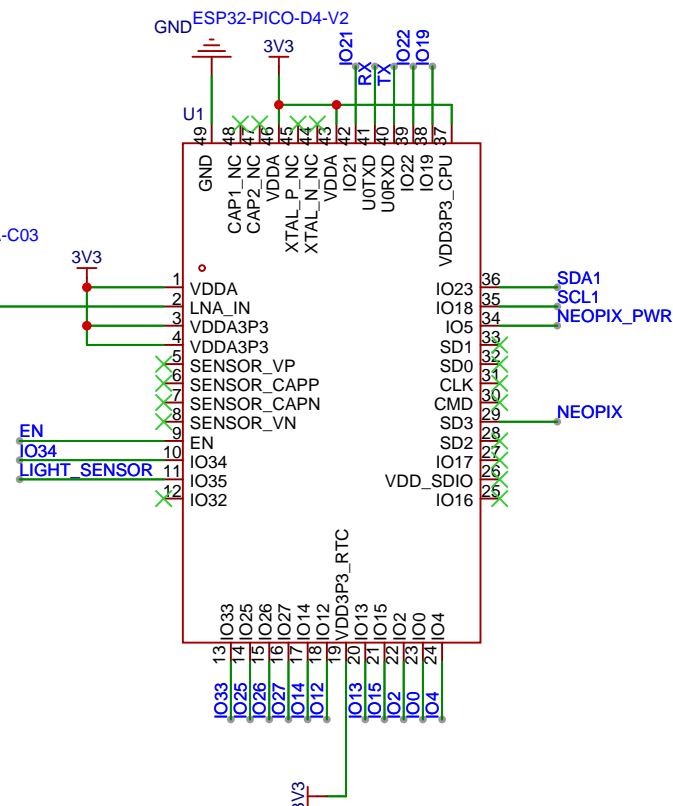 ESP32-PICO-D4-V2
GND
3V3
IO21
RX
TX
IO22
IO19
U1
49
48
47
46
45
44
43
42
41
40
39
38
37
GND
CAP1_NC
CAP2_NC
VDDA
XTAL_P_NC
XTAL_N_NC
VDDA
IO21
U0TXD
U0RXD
IO22
IO19
VDD3P3_CPU
-C03
3V3
1 VDDA
2 LNA_IN
3 VDDA3P3
4 VDDA3P3
5 SENSOR_VP
6 SENSOR_CAPP
7 SENSOR_CAPN
8 SENSOR_VN
EN 9 EN
IO34 10 IO34
LIGHT_SENSOR 11 IO35
12 IO32
IO23 36 SDA1
IO18 35 SCL1
IO5 34 NEOPIX_PWR
SD1 33
SD0 32
CLK 31
CMD 30
SD3 29 NEOPIX
SD2 28
IO17 27
VDD_SDIO 26
IO16 25
IO33
IO25
IO26
IO27
IO14
IO12
VDD3P3_RTC
IO13
IO15
IO2
IO0
IO4
13
14
15
16
17
18
19
20
21
22
23
24
IO33
IO25
IO26
IO27
IO14
IO12
IO13
IO15
IO2
IO0
IO4
3V3